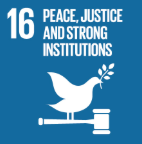 16 PEACE, JUSTICE
AND STRONG
INSTITUTIONS